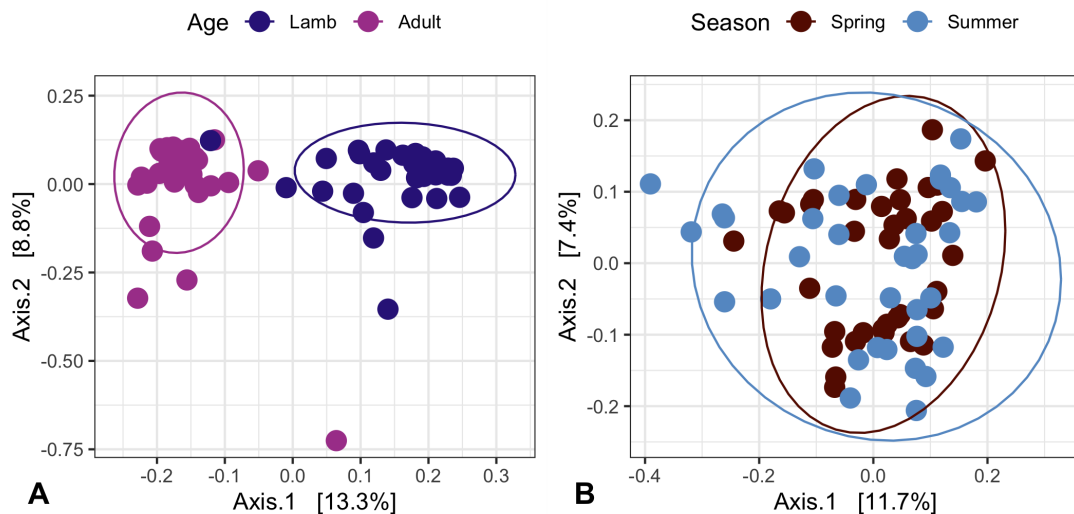 Age Lamb Adult
0.25
0.00
-0.25
-0.50
-0.75
Axis.2 [8.8%]
-0.2 -0.1 0.0 0.1 0.2 0.3
Axis.1 [13.3%]
A
Season Spring Summer
0.2
0.1
0.0
-0.1
-0.2
Axis.2 [7.4%]
-0.4 -0.2 0.0 0.2
Axis.1 [11.7%]
B